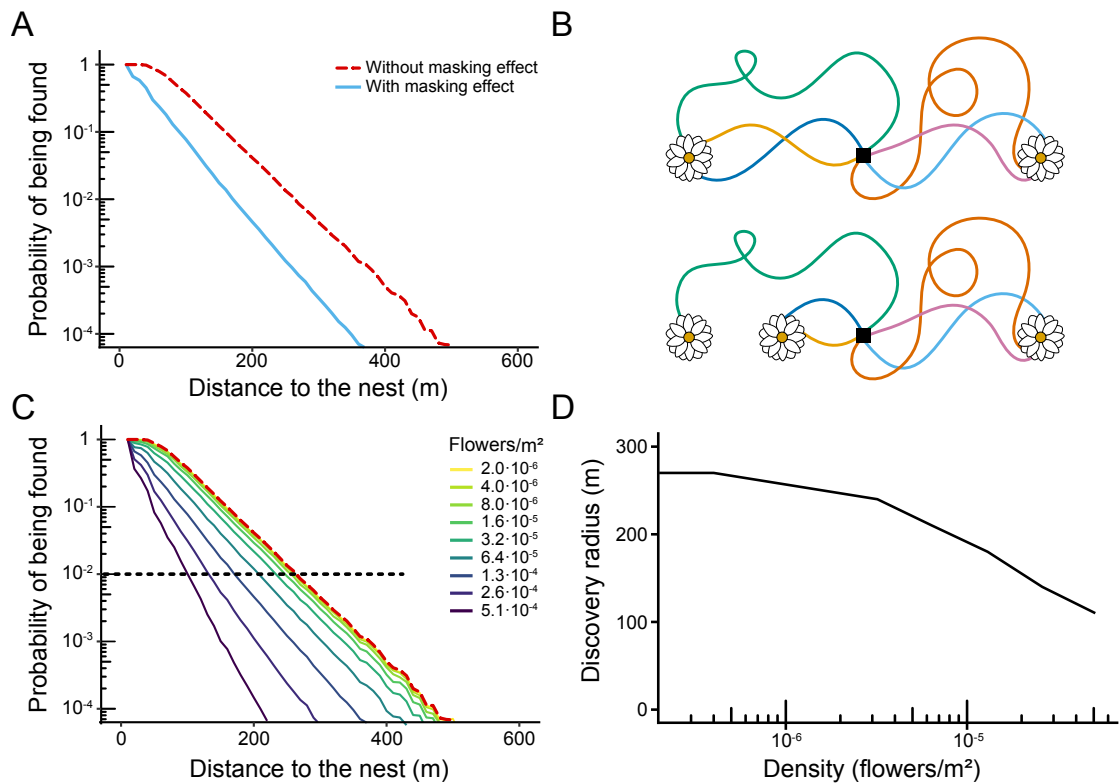 A
Probability of being found
1
10⁻¹
10⁻²
10⁻³
10⁻⁴
Without masking effect
With masking effect
0 200 400 600
Distance to the nest (m)
B
C
Probability of being found
1
10⁻¹
10⁻²
10⁻³
10⁻⁴
Flowers/m²
2.0·10⁻⁶
4.0·10⁻⁶
8.0·10⁻⁶
1.6·10⁻⁵
3.2·10⁻⁵
6.4·10⁻⁵
1.3·10⁻⁴
2.6·10⁻⁴
5.1·10⁻⁴
0 200 400 600
Distance to the nest (m)
D
Discovery radius (m)
300
200
100
0
10⁻⁶ 10⁻⁵
Density (flowers/m²)